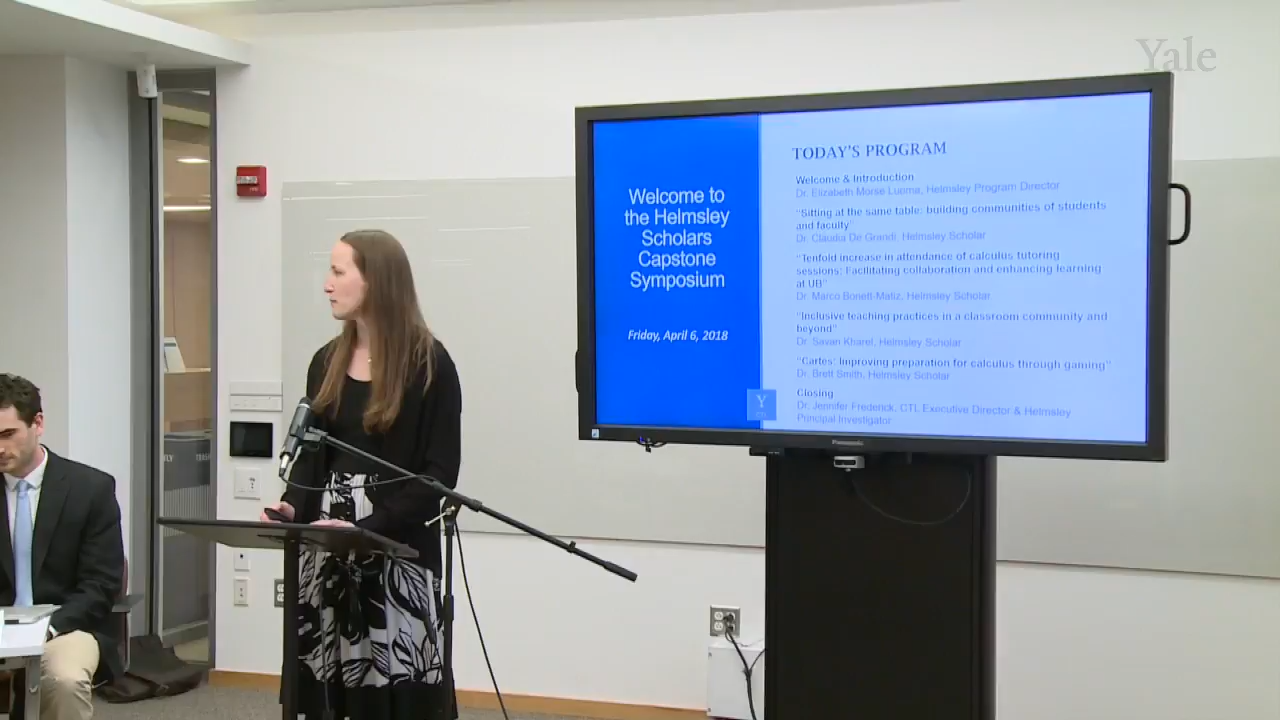 Yale
Welcome to
the Helmsley
Scholars
Capstone
Symposium
Friday, April 6, 2018
Y
TODAY'S PROGRAM
Welcome & Introduction
Dr. Elizabeth Morse Luoma, Helmsley Program Director
"Sitting at the same table: building communities of students
and faculty"
Dr. Claudia De Grandi, Helmsley Scholar
"Tenfold increase in attendance of calculus tutoring
sessions: Facilitating collaboration and enhancing learning
at UB"
Dr. Marco Bonett-Matiz, Helmsley Scholar
"Inclusive teaching practices in a classroom community and
beyond"
Dr. Savan Kharel, Helmsley Scholar
"Cartes: Improving preparation for calculus through gaming"
Dr. Brett Smith, Helmsley Scholar
Closing
Dr. Jennifer Frederick, CTL Executive Director & Helmsley
Principal Investigator
Panasonic